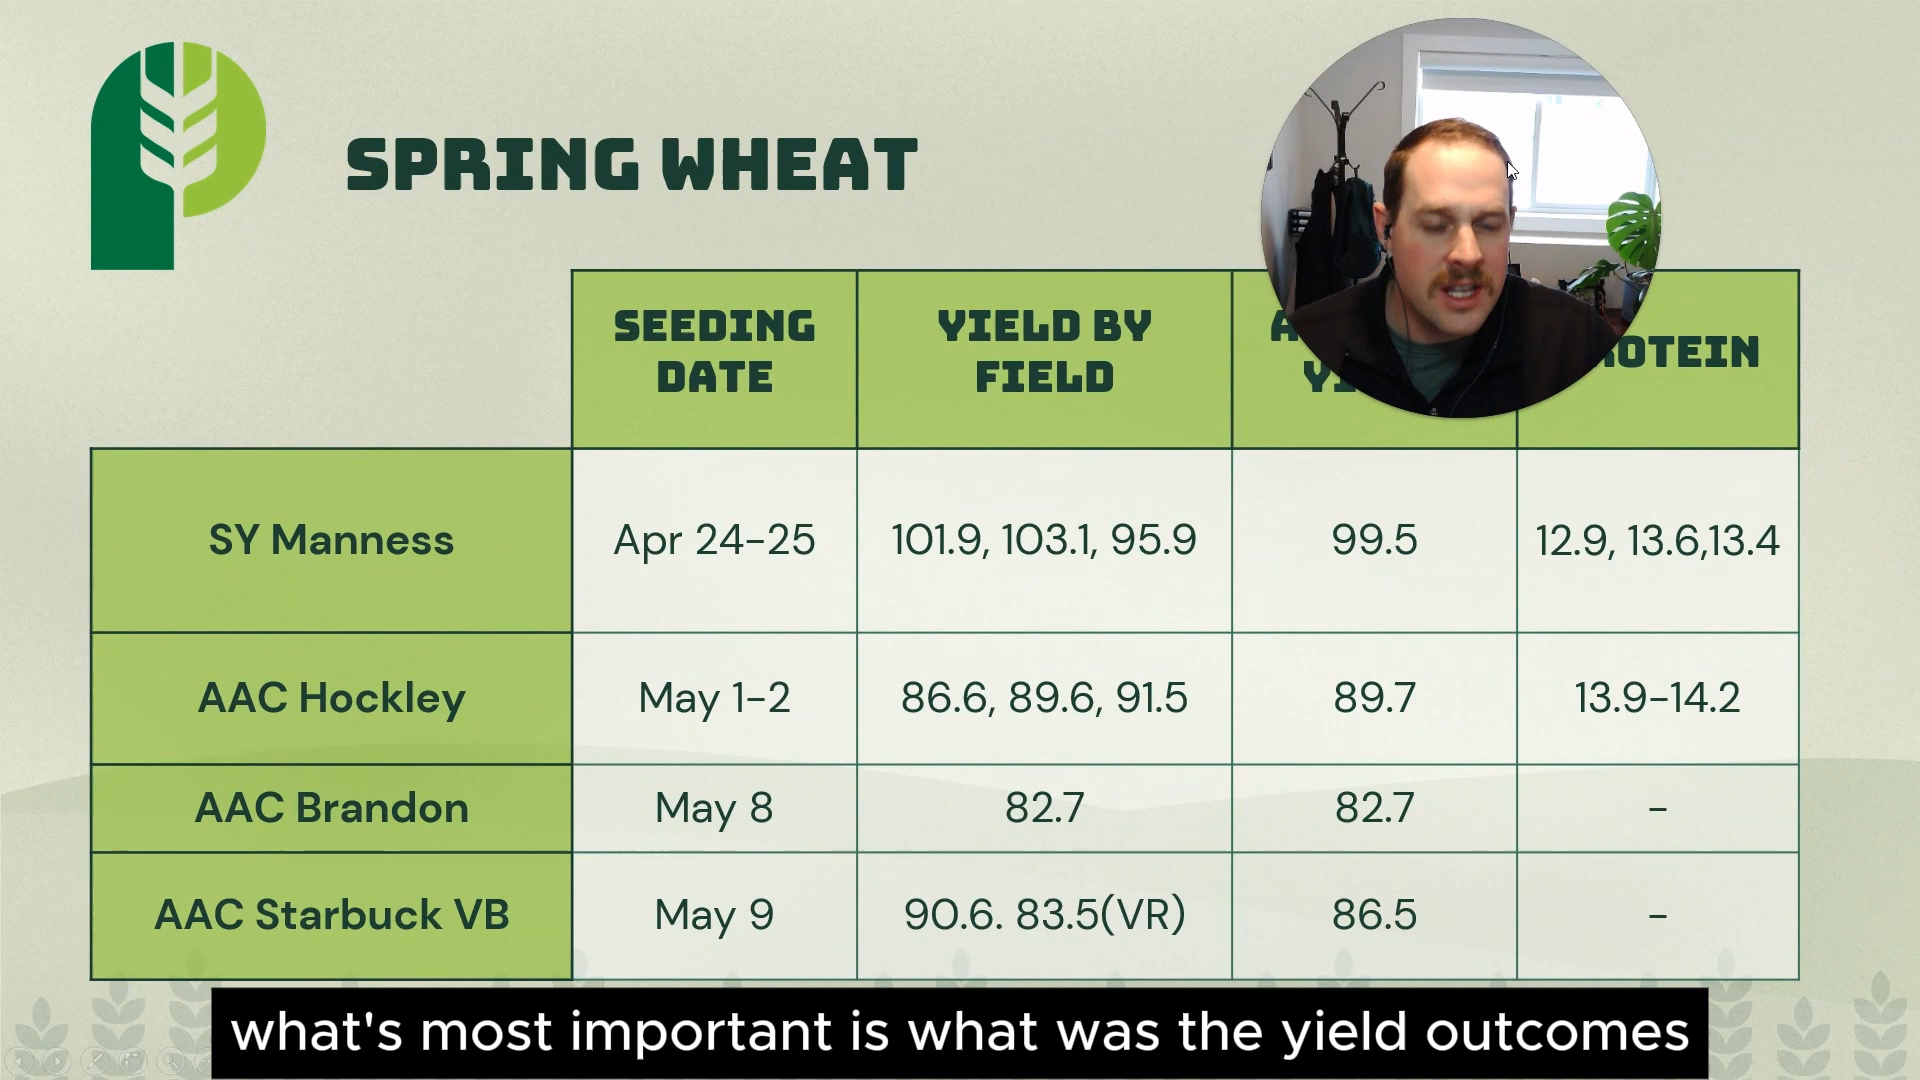 SPRING WHEAT
SEEDING DATE
YIELD BY FIELD
SY Manness
Apr 24-25
101.9, 103.1, 95.9
99.5
12.9, 13.6,13.4
AAC Hockley
May 1-2
86.6, 89.6, 91.5
89.7
13.9-14.2
AAC Brandon
May 8
82.7
82.7
-
AAC Starbuck VB
May 9
90.6. 83.5(VR)
86.5
-
what's most important is what was the yield outcomes